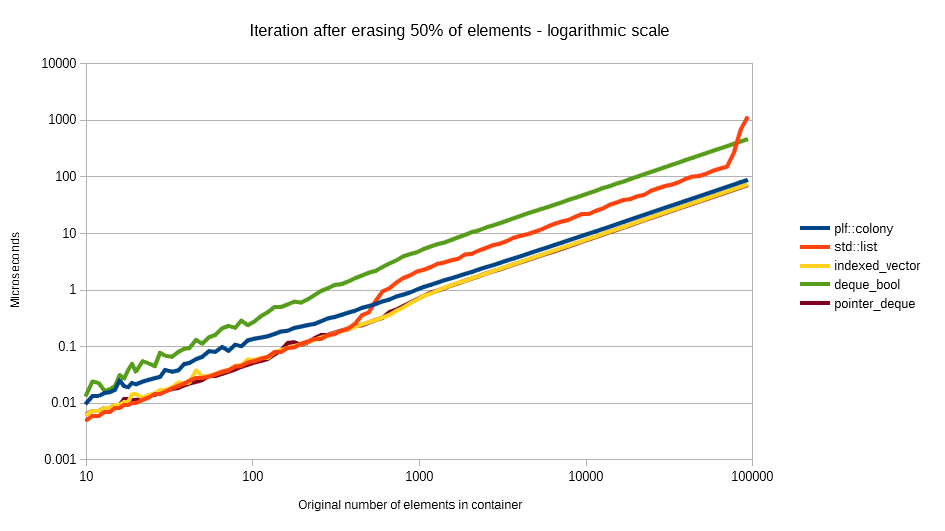 Iteration after erasing 50% of elements - logarithmic scale
10000
1000
100
10
1
0.1
0.01
0.001
Microseconds
10
100
1000
10000
100000
Original number of elements in container
plf::colony
std::list
indexed_vector
deque_bool
pointer_deque